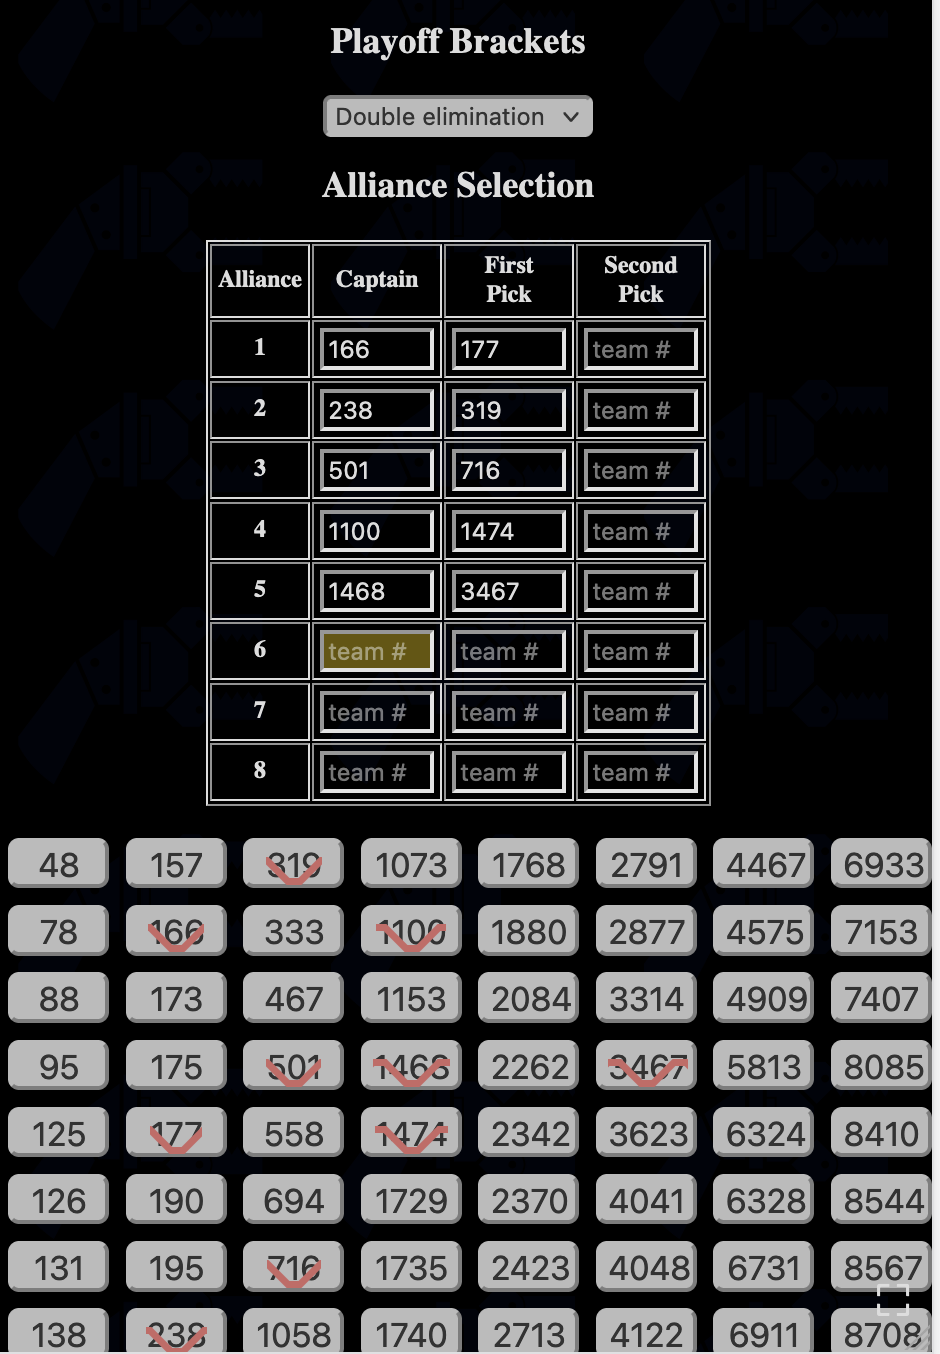 Playoff Brackets
Double elimination
Alliance Selection
Alliance Captain First Pick Second Pick
1 166 177 team #
2 238 319 team #
3 501 716 team #
4 1100 1474 team #
5 1468 3467 team #
6 team # team # team #
7 team # team # team #
8 team # team # team #
48 157 319 1073 1768 2791 4467 6933
78 166 333 1100 1880 2877 4575 7153
88 173 467 1153 2084 3314 4909 7407
95 175 501 1468 2262 3467 5813 8085
125 177 558 1474 2342 3623 6324 8410
126 190 694 1729 2370 4041 6328 8544
131 195 716 1735 2423 4048 6731 8567
138 238 1058 1740 2713 4122 6911 8708